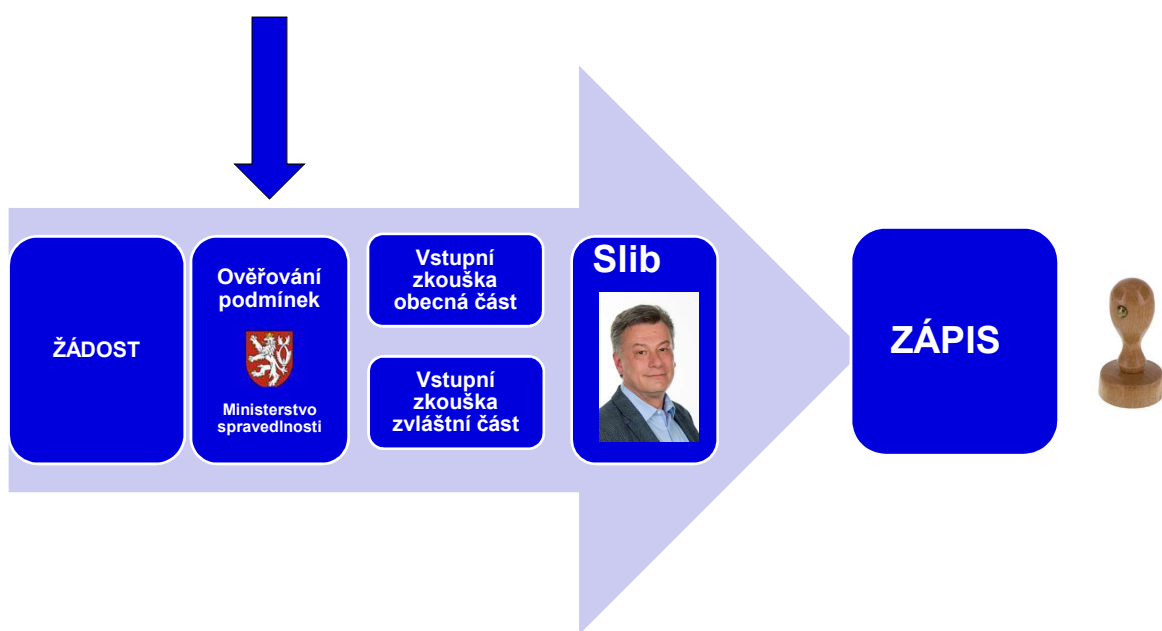 ŽÁDOST
Ověřování
podmínek
Ministerstvo
spravedlnosti
Vstupní
zkouška
obecná část
Vstupní
zkouška
zvláštní část
Slib
ZÁPIS